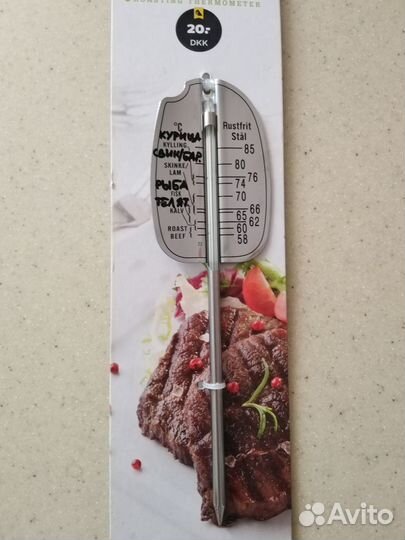 ROASTING THERMOMETER
20:-
DKK
°C
Rustfrit
Stål
КУРИЦА
KYLLING
85
СВИН/БАР.
SKINKE/
LAM
80
76
74
РЫБА
FISK
70
ТЕЛЯТ.
KALV
66
65
62
ROAST
BEEF
60
58
Avito